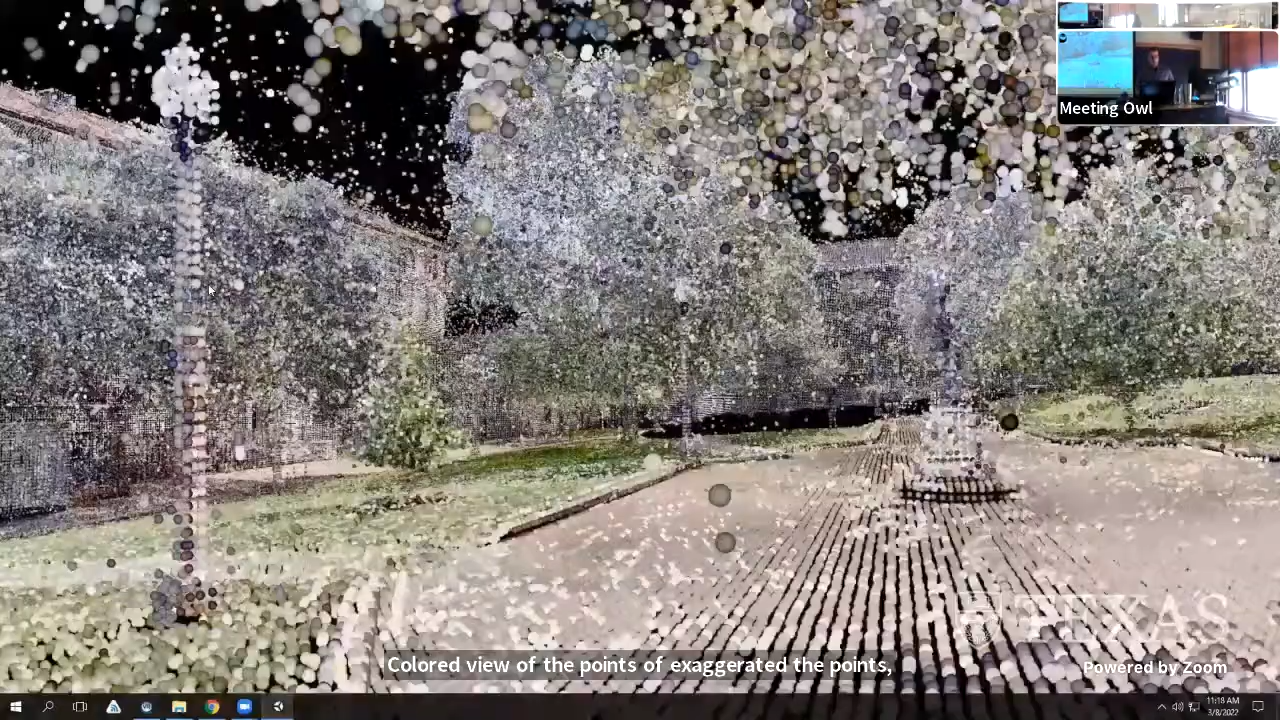 Meeting Owl
TEXAS
Colored view of the points of exaggerated the points,
Powered by Zoom
11:18 AM
3/8/2022